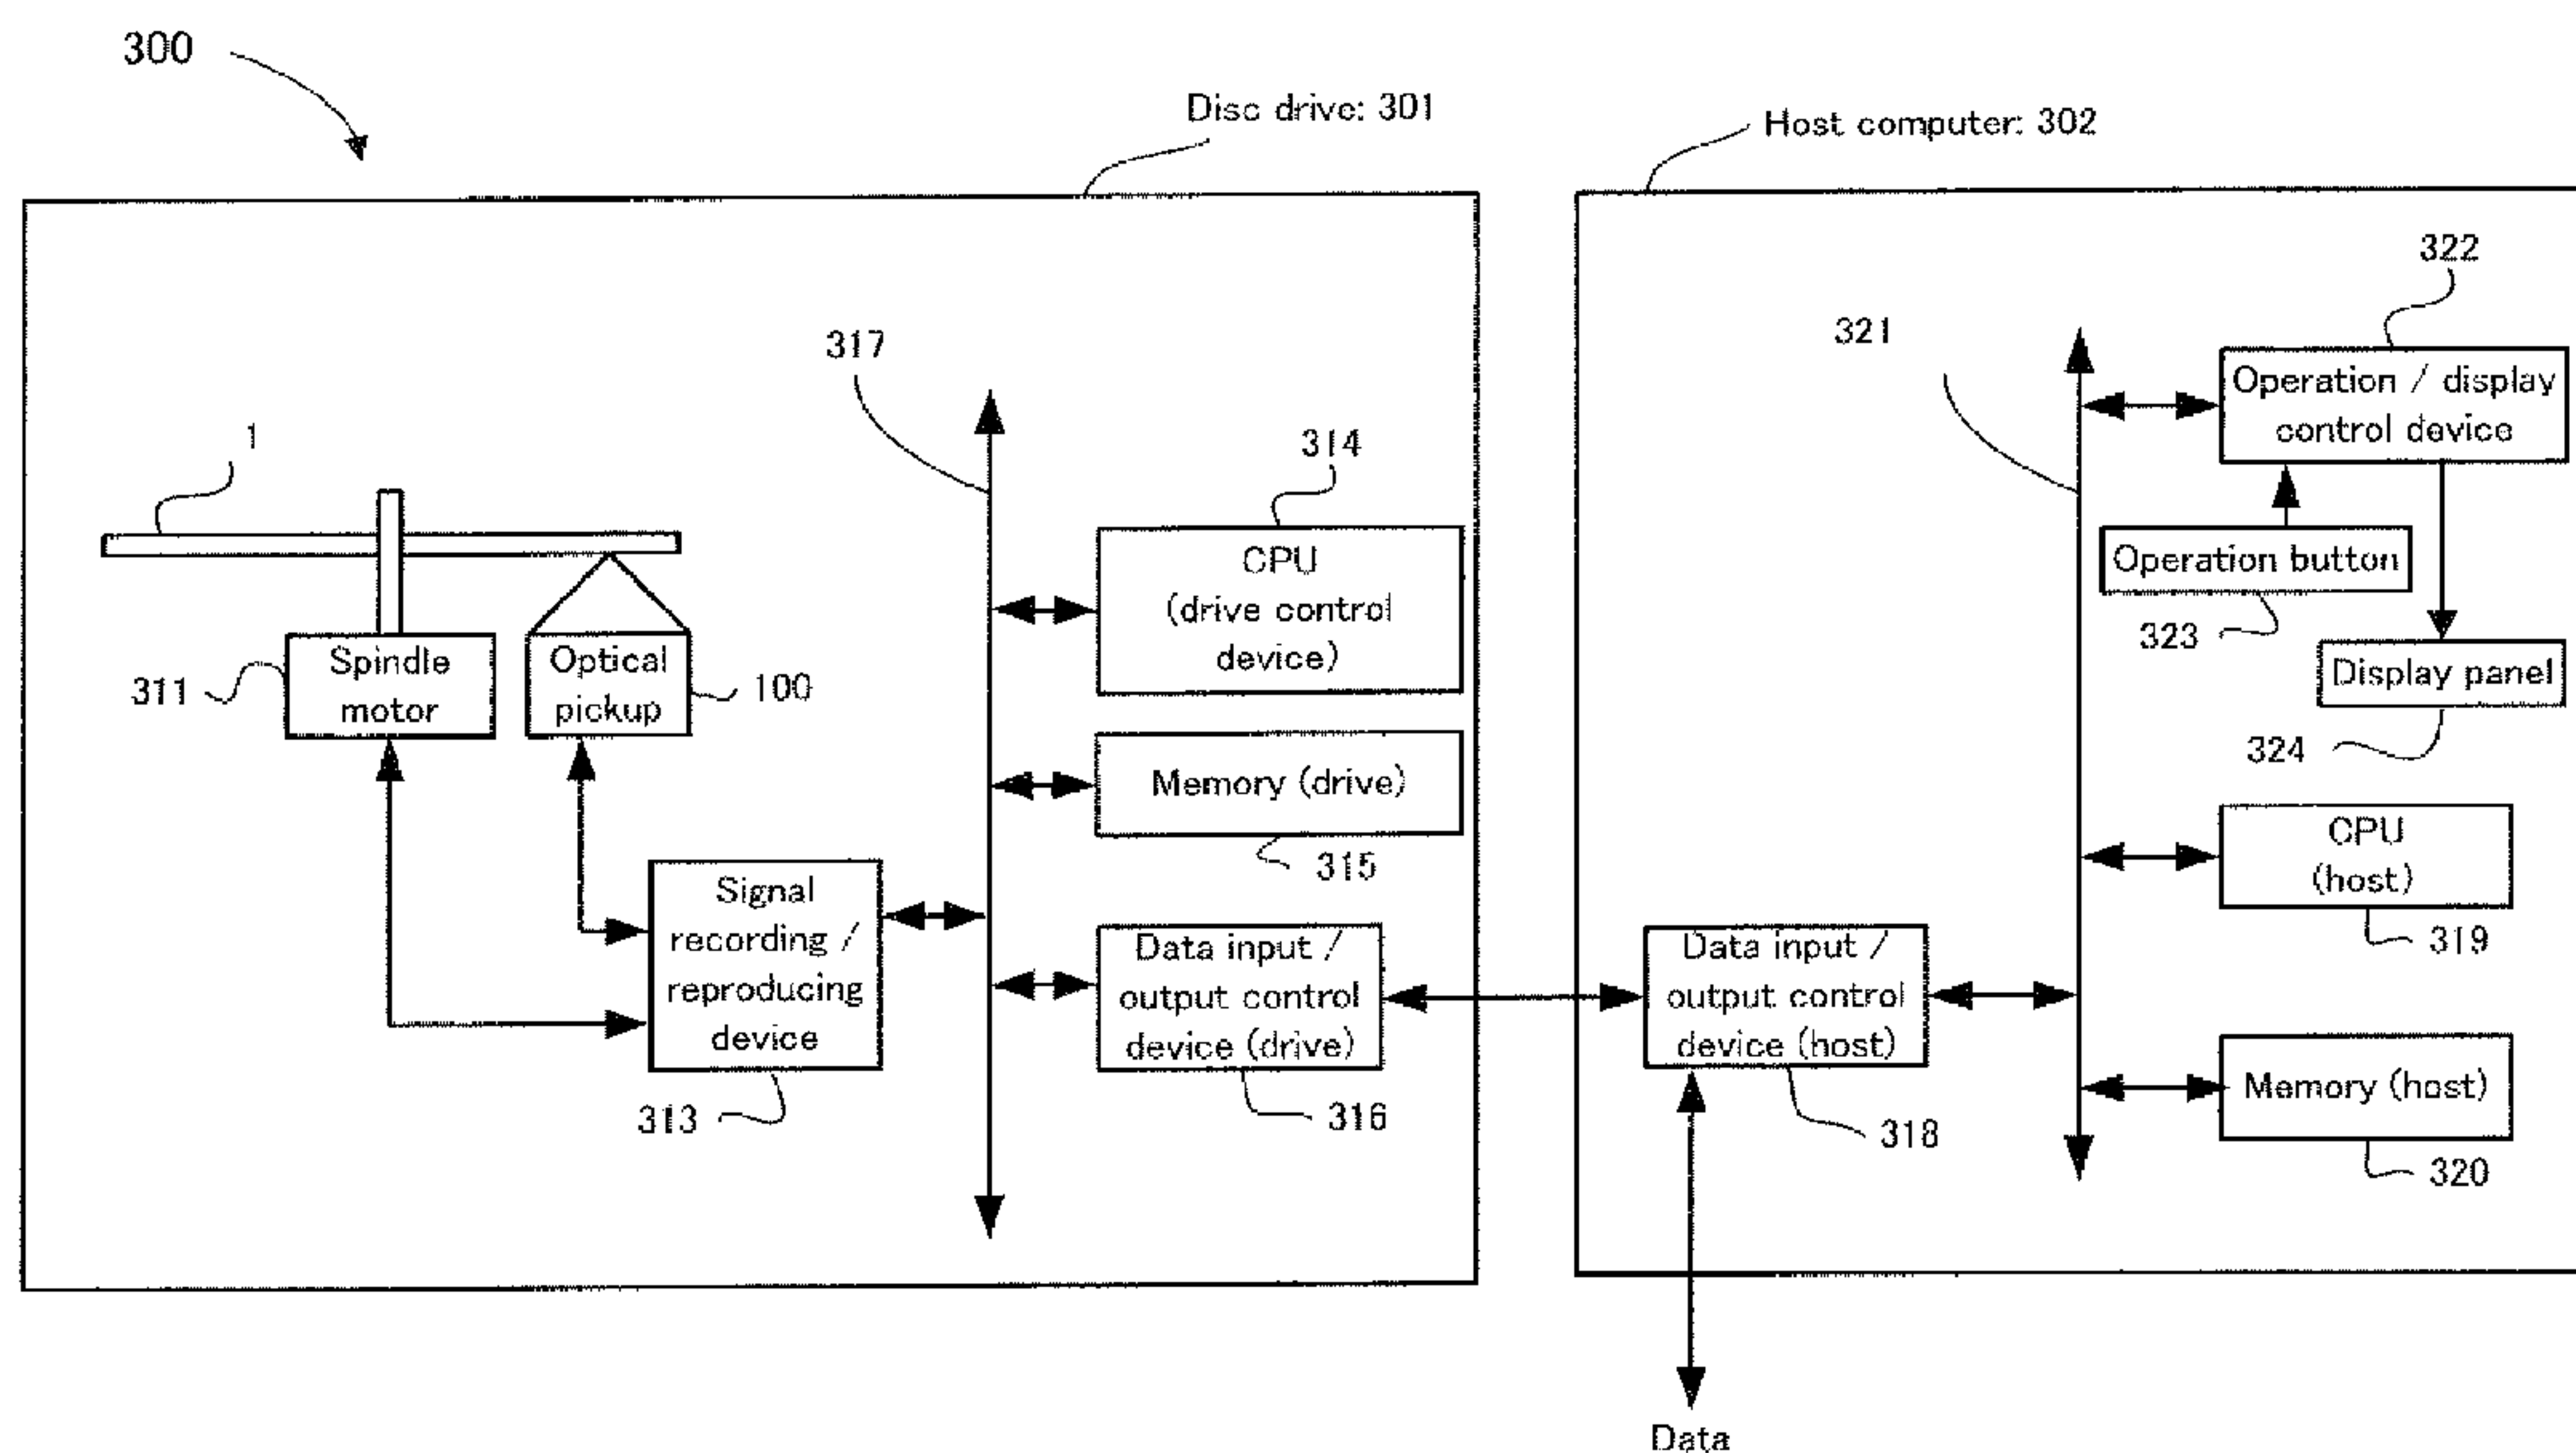 300
Disc drive: 301
Host computer: 302
1
317
314
CPU
(drive control
device)
Spindle
motor
311
Optical
pickup
100
Memory (drive)
315
Signal
recording /
reproducing
device
313
Data input /
output control
device (drive)
316
321
322
Operation / display
control device
Operation button
323
Display panel
324
CPU
(host)
319
Data input /
output control
device (host)
318
Memory (host)
320
Data